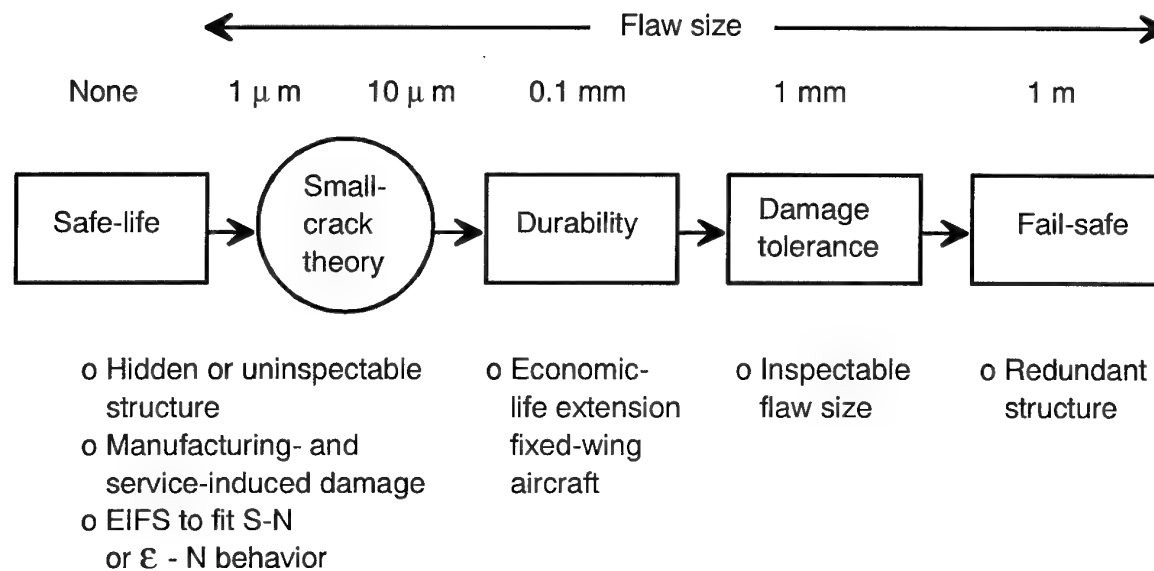 Flaw size
None 1 μ m 10 μ m 0.1 mm 1 mm 1 m
Safe-life
Small-
crack
theory
Durability
Damage
tolerance
Fail-safe
o Hidden or uninspectable
structure
o Manufacturing- and
service-induced damage
o EIFS to fit S-N
or ε - N behavior
o Economic-
life extension
fixed-wing
aircraft
o Inspectable
flaw size
o Redundant
structure